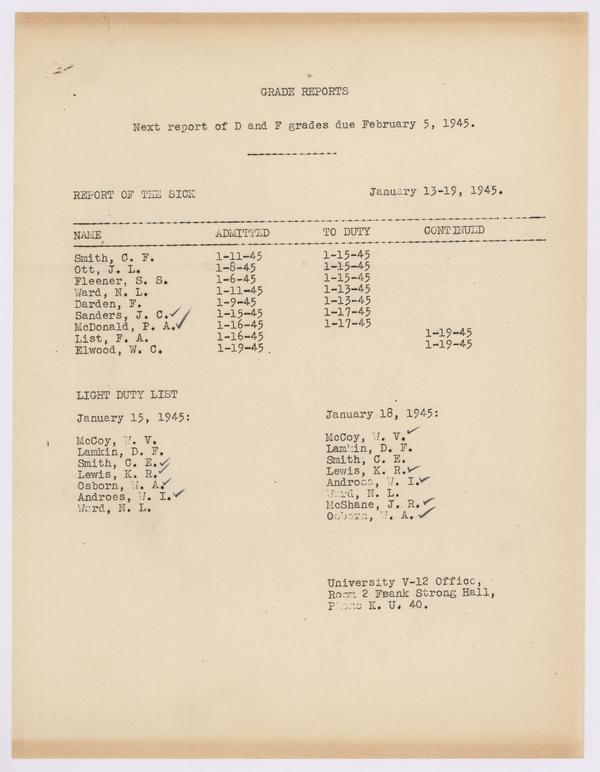 GRADE REPORTS
Next report of D and F grades due February 5, 1945.
REPORT OF THE SICK January 13-19, 1945.
NAME ADMITTED TO DUTY CONTINUED
Smith, C. F. 1-11-45 1-15-45
Ott, J. L. 1-8-45 1-15-45
Fleener, S. S. 1-6-45 1-15-45
Ward, N. L. 1-11-45 1-13-45
Darden, F. 1-9-45 1-13-45
Sanders, J. C. 1-15-45 1-17-45
McDonald, P. A. 1-16-45 1-17-45
List, F. A. 1-16-45 1-19-45
Elwood, W. C. 1-19-45 1-19-45
LIGHT DUTY LIST
January 15, 1945: January 18, 1945:
McCoy, W. V. McCoy, W. V.
Lamkin, D. F. Lamkin, D. F.
Smith, C. E. Smith, C. E.
Lewis, K. R. Lewis, K. R.
Osborn, W. A. Androes, W. I.
Androes, W. I. Ward, N. L.
Ward, N. L. McShane, J. R.
Osborn, W. A.
University V-12 Office,
Room 2 Feank Strong Hall,
Phone K. U. 40.